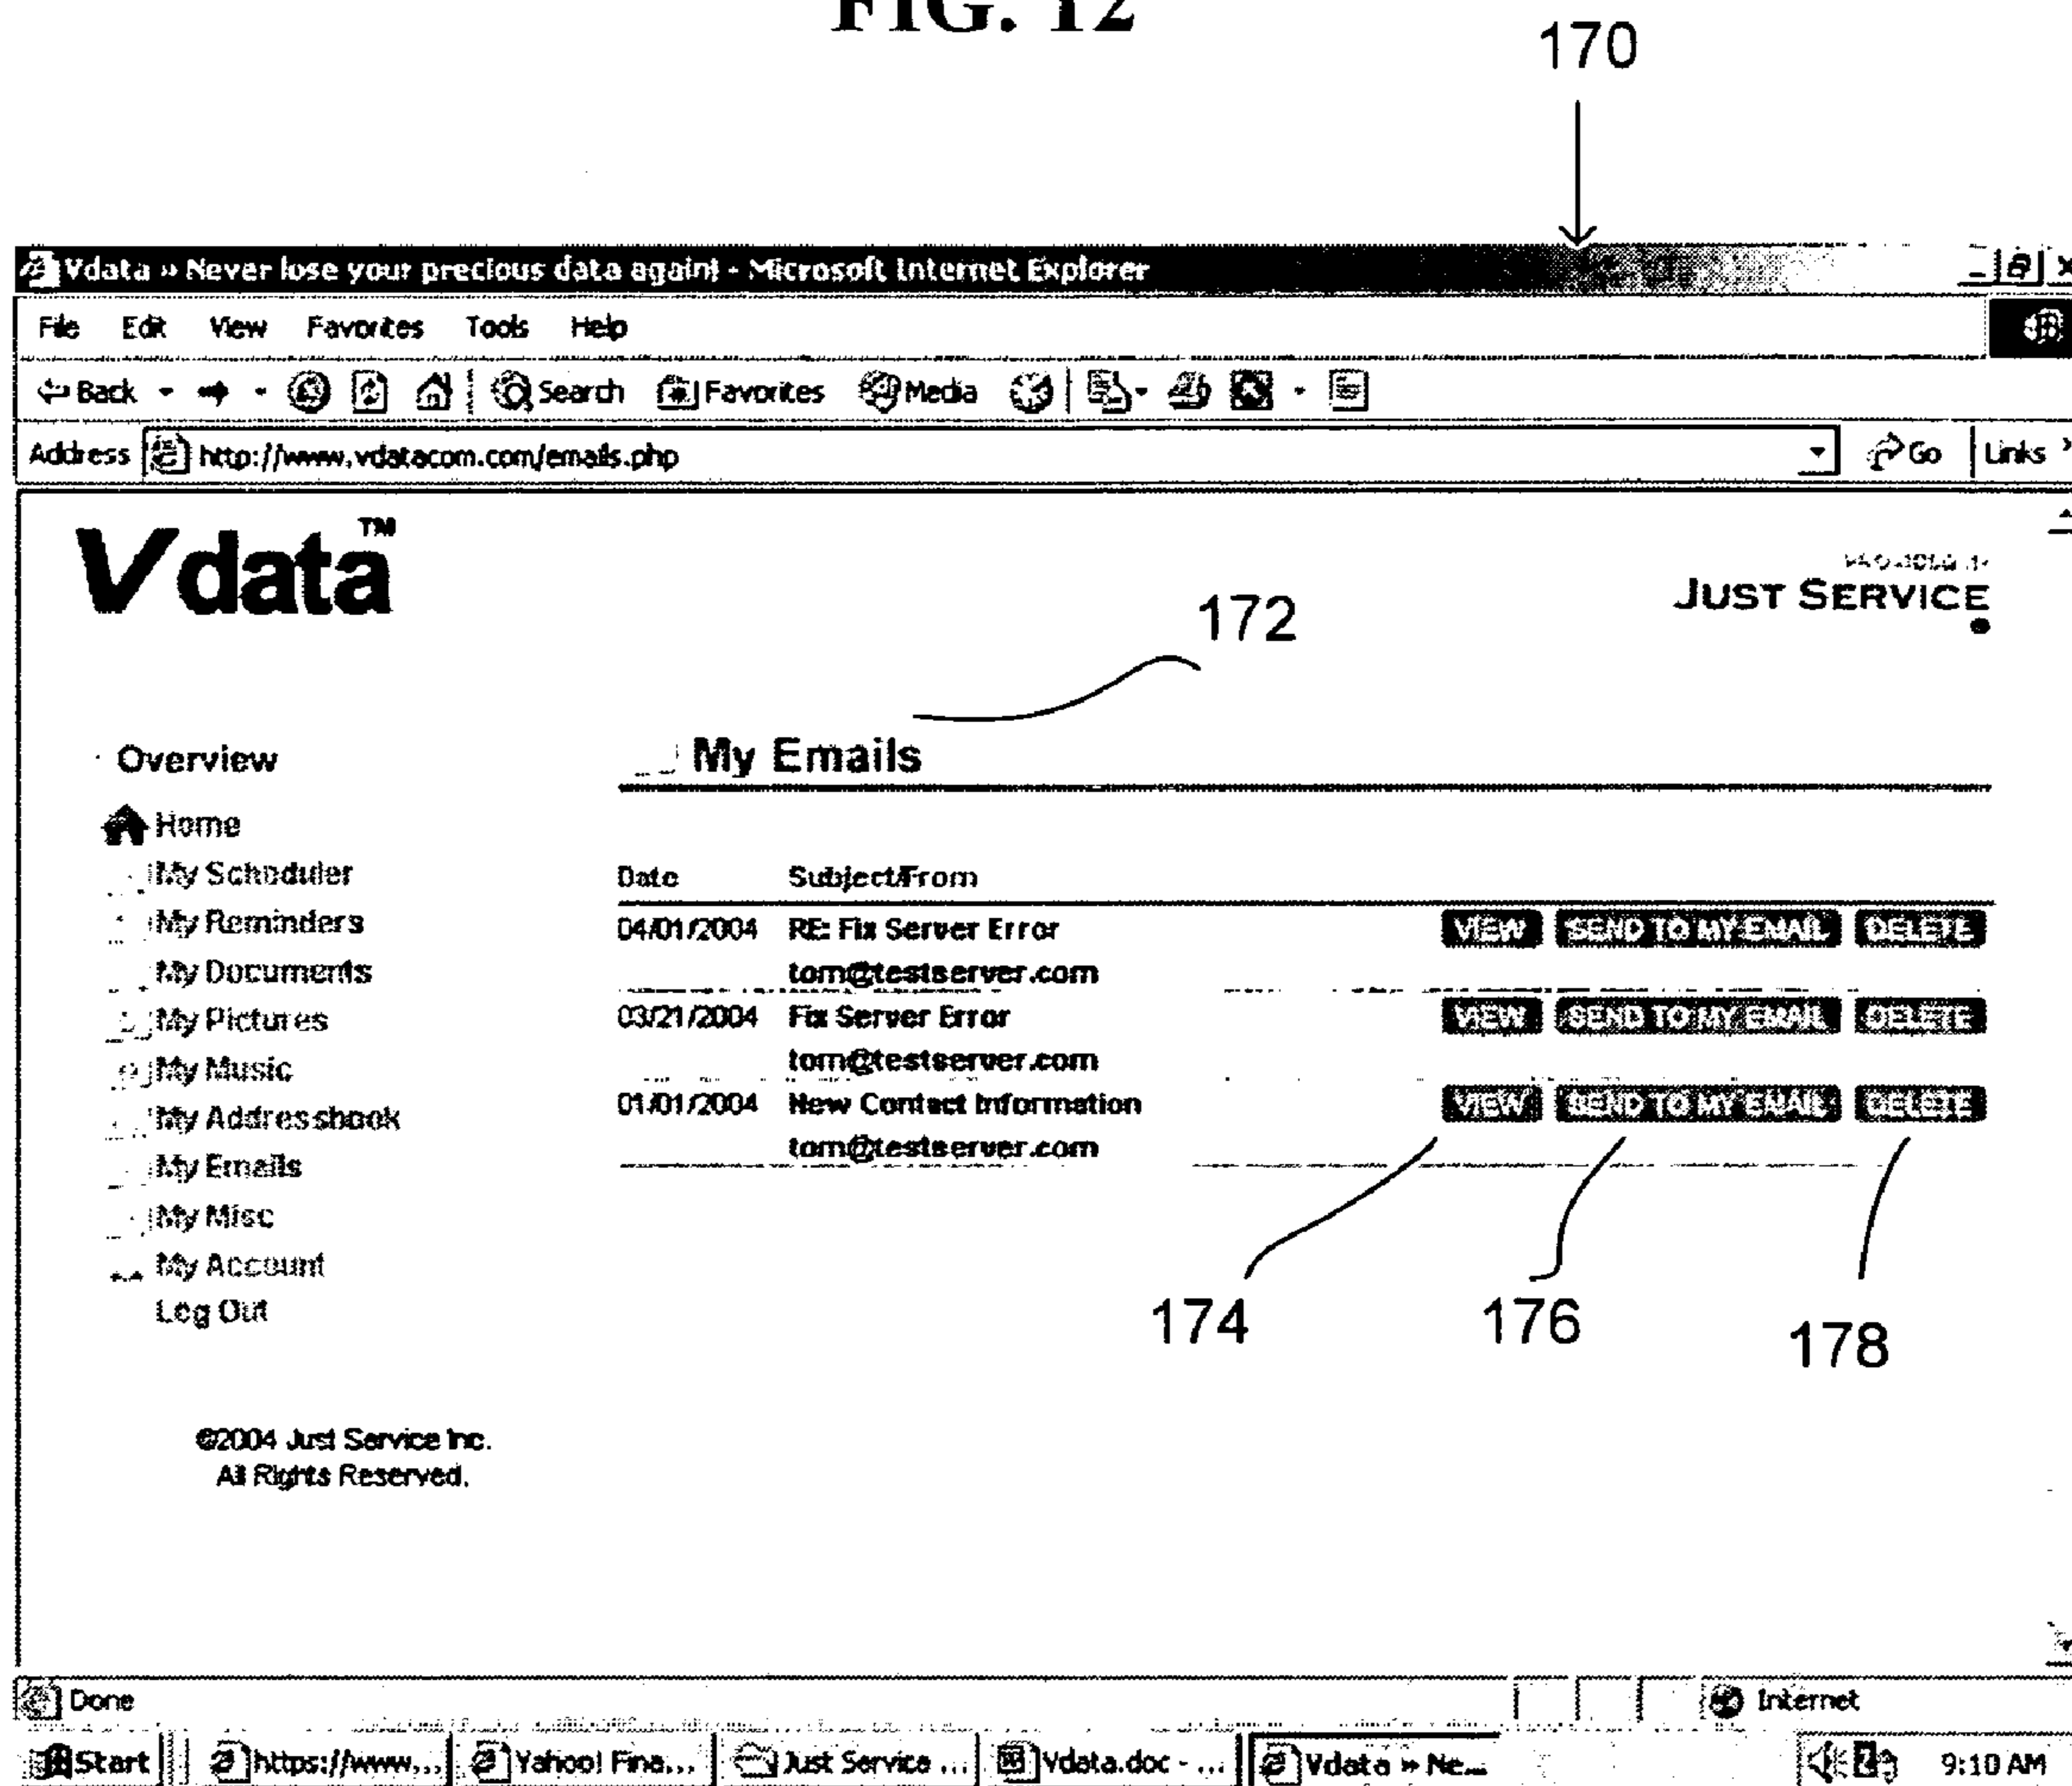 FIG. 12
170
Vdata » Never lose your precious data again! - Microsoft Internet Explorer
File Edit View Favorites Tools Help
Back Search Favorites Media
Address http://www.vdatacom.com/emails.php Go Links
Vdata™
JUST SERVICE
172
Overview
My Emails
Home
My Scheduler
My Reminders
My Documents
My Pictures
My Music
My Addressbook
My Emails
My Misc
My Account
Log Out
Date Subject/From
04/01/2004 RE: Fix Server Error VIEW SEND TO MY EMAIL DELETE
tom@testserver.com
03/21/2004 Fix Server Error VIEW SEND TO MY EMAIL DELETE
tom@testserver.com
01/01/2004 New Contact Information VIEW SEND TO MY EMAIL DELETE
tom@testserver.com
174 176 178
©2004 Just Service Inc.
All Rights Reserved.
Done Internet
Start https://www... Yahoo! Fina... Just Service ... Vdata.doc - ... Vdata » Ne... 9:10 AM